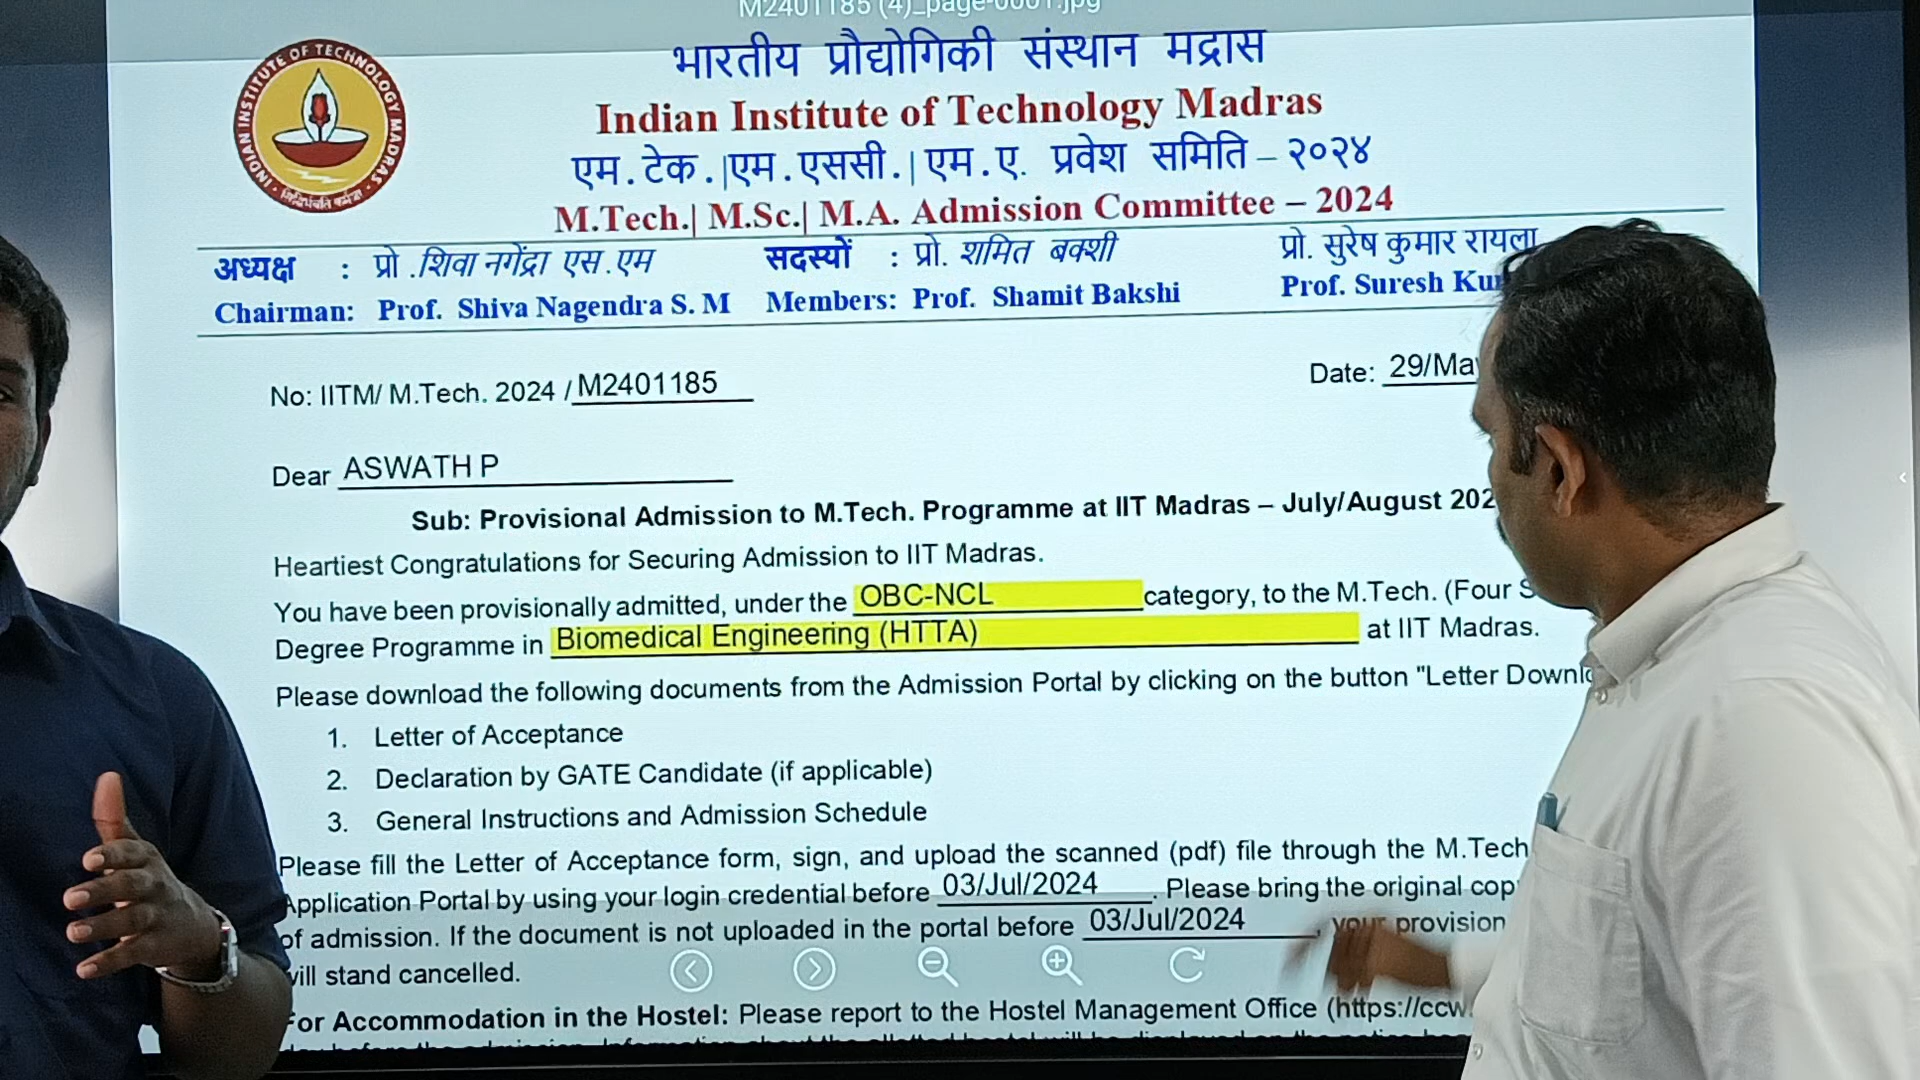 M2401185 (4)_page-0001.jpg
INDIAN INSTITUTE OF TECHNOLOGY MADRAS
भारतीय प्रौद्योगिकी संस्थान मद्रास
Indian Institute of Technology Madras
एम.टेक.|एम.एससी.|एम.ए. प्रवेश समिति – २०२४
M.Tech.| M.Sc.| M.A. Admission Committee – 2024
अध्यक्ष : प्रो.शिवा नगेंद्रा एस.एम सदस्यों : प्रो. शमित बक्शी प्रो. सुरेष कुमार रायला
Chairman: Prof. Shiva Nagendra S. M Members: Prof. Shamit Bakshi Prof. Suresh
No: IITM/ M.Tech. 2024 / M2401185 Date: 29/Ma
Dear ASWATH P
Sub: Provisional Admission to M.Tech. Programme at IIT Madras – July/August 202
Heartiest Congratulations for Securing Admission to IIT Madras.
You have been provisionally admitted, under the OBC-NCL category, to the M.Tech. (Four
Degree Programme in Biomedical Engineering (HTTA) at IIT Madras.
Please download the following documents from the Admission Portal by clicking on the button "Letter Downl
1. Letter of Acceptance
2. Declaration by GATE Candidate (if applicable)
3. General Instructions and Admission Schedule
Please fill the Letter of Acceptance form, sign, and upload the scanned (pdf) file through the M.Tech
Application Portal by using your login credential before 03/Jul/2024. Please bring the original cop
of admission. If the document is not uploaded in the portal before 03/Jul/2024, your provision
will stand cancelled.
For Accommodation in the Hostel: Please report to the Hostel Management Office (https://ccw.